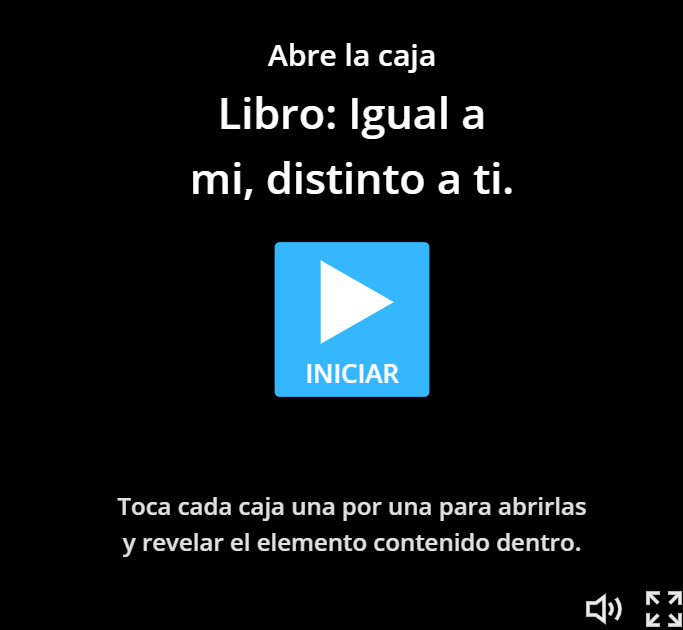 Abre la caja
Libro: Igual a
mi, distinto a ti.
INICIAR
Toca cada caja una por una para abrirlas
y revelar el elemento contenido dentro.